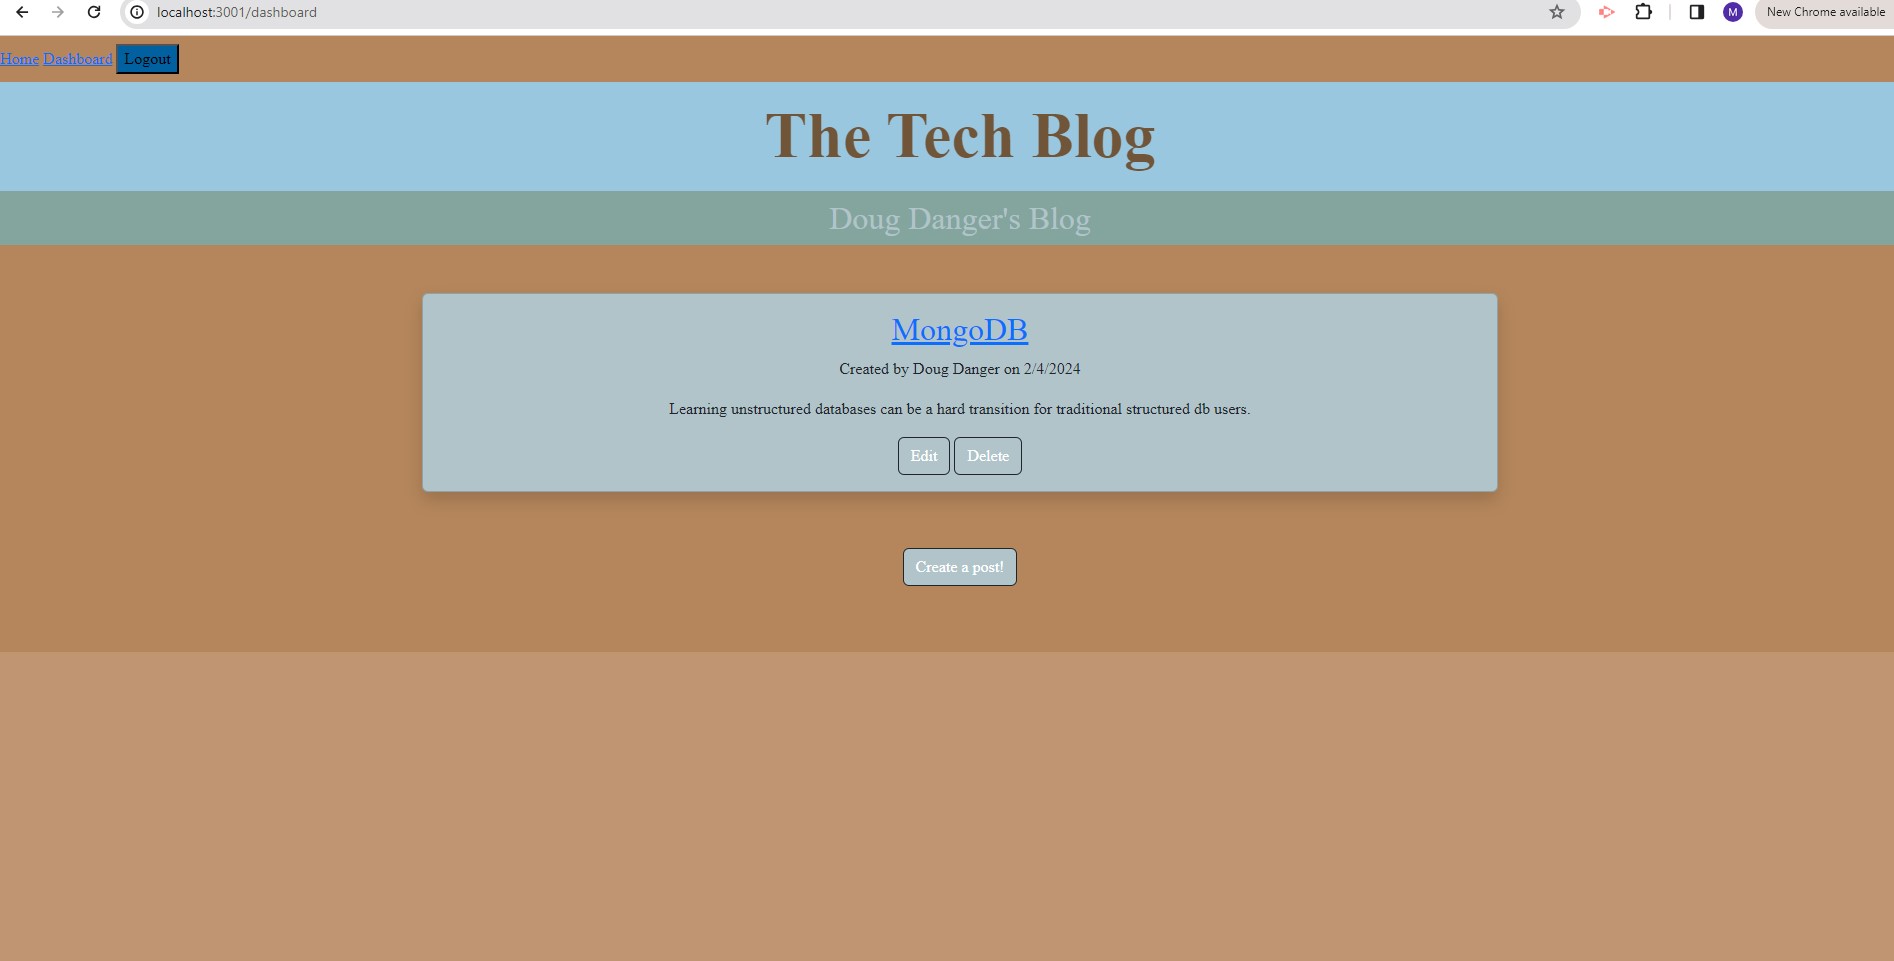 localhost:3001/dashboard
M
New Chrome available
Home Dashboard Logout
The Tech Blog
Doug Danger's Blog
MongoDB
Created by Doug Danger on 2/4/2024
Learning unstructured databases can be a hard transition for traditional structured db users.
Edit Delete
Create a post!